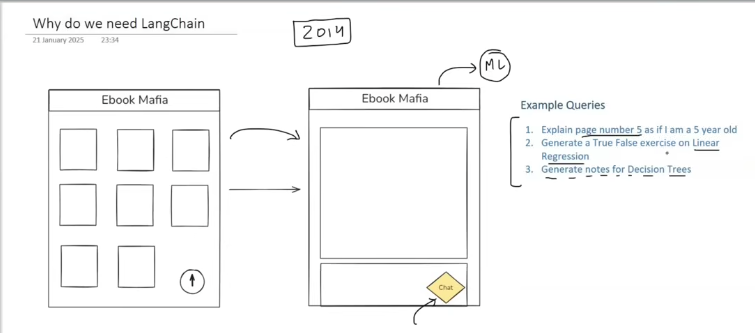 Why do we need LangChain
21 January 2025 23:34
2014
ML
Ebook Mafia
Ebook Mafia
Chat
Example Queries
1. Explain page number 5 as if I am a 5 year old
2. Generate a True False exercise on Linear
Regression
3. Generate notes for Decision Trees